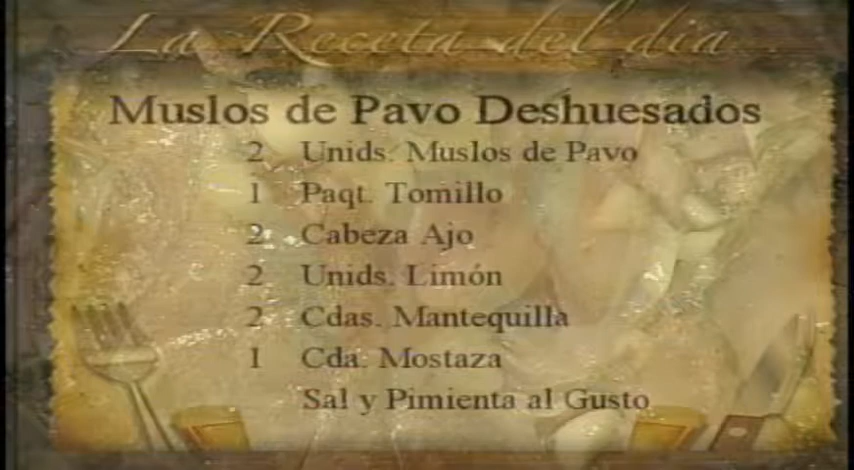 La Receta del día...
Muslos de Pavo Deshuesados
2 Unids. Muslos de Pavo
1 Paqt. Tomillo
2 Cabeza Ajo
2 Unids. Limón
2 Cdas. Mantequilla
1 Cda. Mostaza
Sal y Pimienta al Gusto